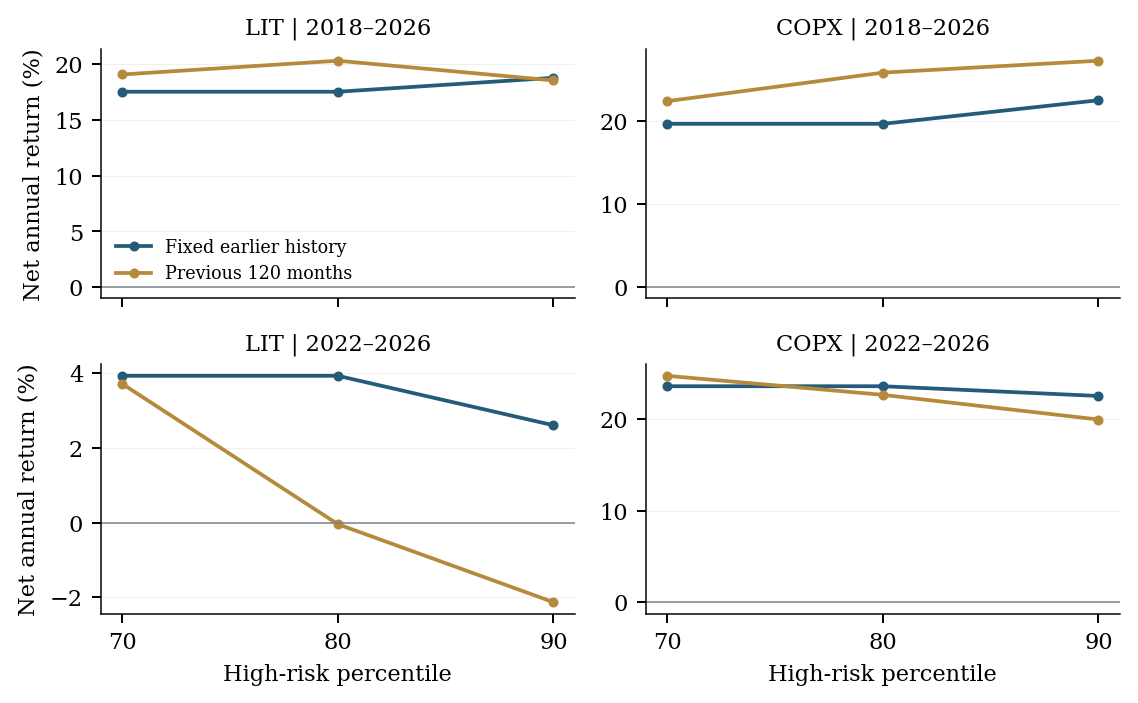 LIT | 2018–2026
COPX | 2018–2026
Net annual return (%)
20
15
10
5
0
Fixed earlier history
Previous 120 months
20
10
0
LIT | 2022–2026
COPX | 2022–2026
Net annual return (%)
4
2
0
−2
70
80
90
High-risk percentile
20
10
0
70
80
90
High-risk percentile